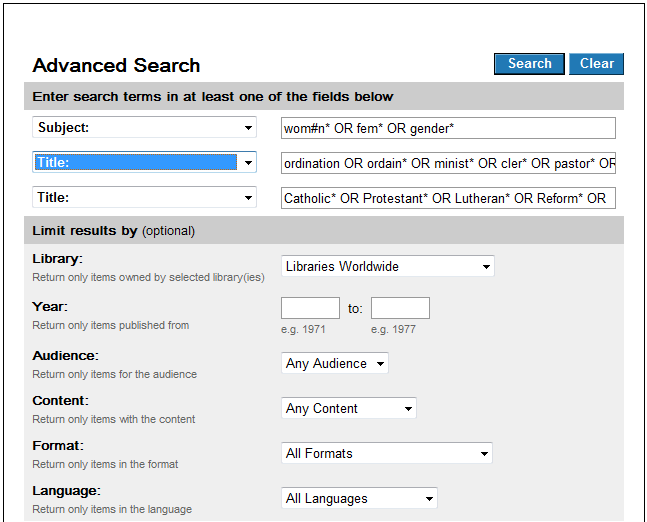 Advanced Search
Search Clear
Enter search terms in at least one of the fields below
Subject: wom#n* OR fem* OR gender*
Title: ordination OR ordain* OR minist* OR cler* OR pastor* OR
Title: Catholic* OR Protestant* OR Lutheran* OR Reform* OR
Limit results by (optional)
Library: Libraries Worldwide
Return only items owned by selected library(ies)
Year: to:
Return only items published from e.g. 1971 e.g. 1977
Audience: Any Audience
Return only items for the audience
Content: Any Content
Return only items with the content
Format: All Formats
Return only items in the format
Language: All Languages
Return only items in the language